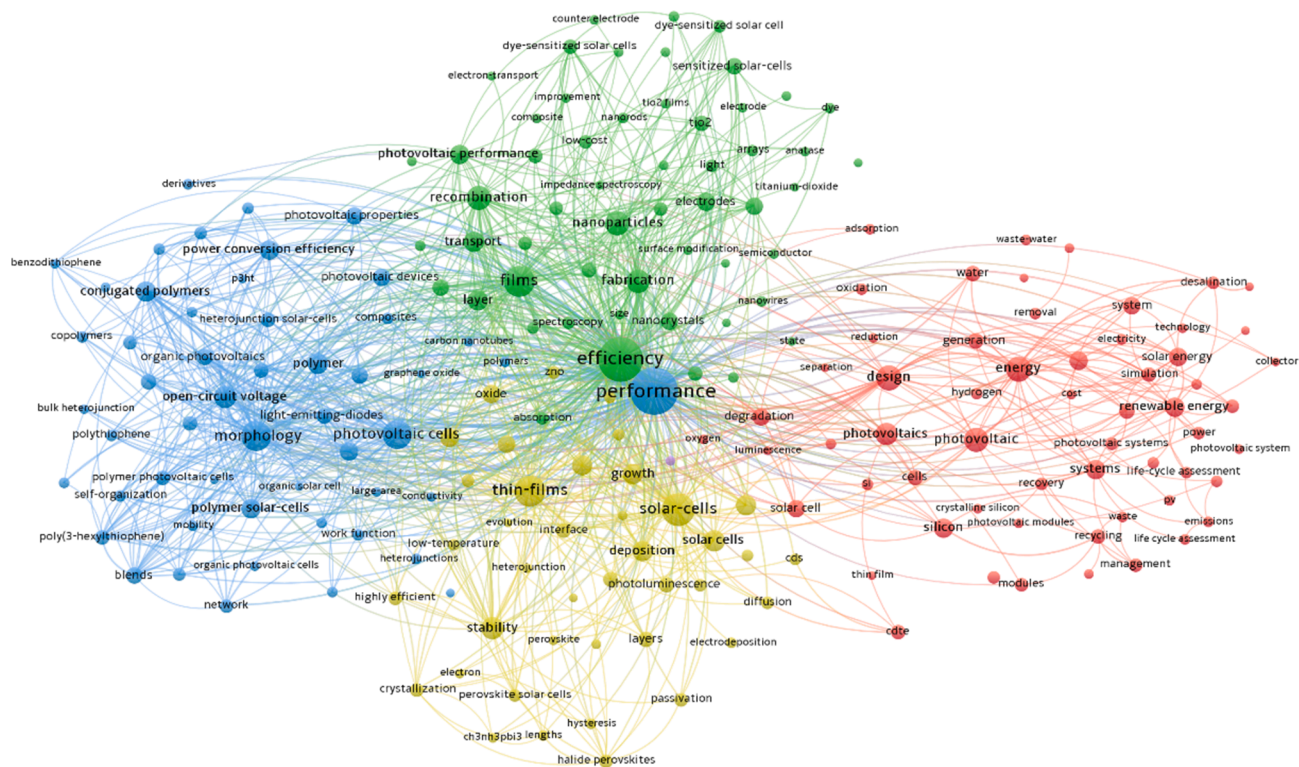 counter electrode
dye-sensitized solar cell
dye-sensitized solar cells
sensitized solar-cells
electron-transport
improvement
tio2 films
electrode
dye
composite
nanorods
tio2
low-cost
photovoltaic performance
light
arrays
anatase
derivatives
impedance spectroscopy
titanium-dioxide
recombination
electrodes
photovoltaic properties
nanoparticles
adsorption
transport
waste-water
power conversion efficiency
surface modification
semiconductor
benzodithiophene
p3ht
photovoltaic devices
films
fabrication
water
desalination
conjugated polymers
layer
oxidation
nanowires
system
heterojunction solar-cells
composites
size
removal
spectroscopy
nanocrystals
technology
copolymers
carbon nanotubes
state
reduction
generation
electricity
organic photovoltaics
polymer
polymers
efficiency
solar energy
collector
graphene oxide
zno
separation
energy
simulation
design
open-circuit voltage
oxide
performance
hydrogen
cost
bulk heterojunction
light-emitting-diodes
absorption
degradation
renewable energy
polythiophene
morphology
photovoltaic cells
oxygen
photovoltaics
photovoltaic
power
luminescence
photovoltaic systems
photovoltaic system
growth
polymer photovoltaic cells
systems
life-cycle assessment
organic solar cell
large-area
thin-films
si
cells
recovery
self-organization
conductivity
pv
polymer solar-cells
solar-cells
solar cell
crystalline silicon
mobility
evolution
interface
silicon
photovoltaic modules
waste
emissions
poly(3-hexylthiophene)
work function
low-temperature
solar cells
recycling
life cycle assessment
deposition
heterojunctions
cds
organic photovoltaic cells
heterojunction
management
blends
photoluminescence
thin film
modules
network
highly efficient
diffusion
stability
cdte
perovskite
layers
electrodeposition
electron
crystallization
perovskite solar cells
passivation
hysteresis
ch3nh3pbi3
lengths
halide perovskites